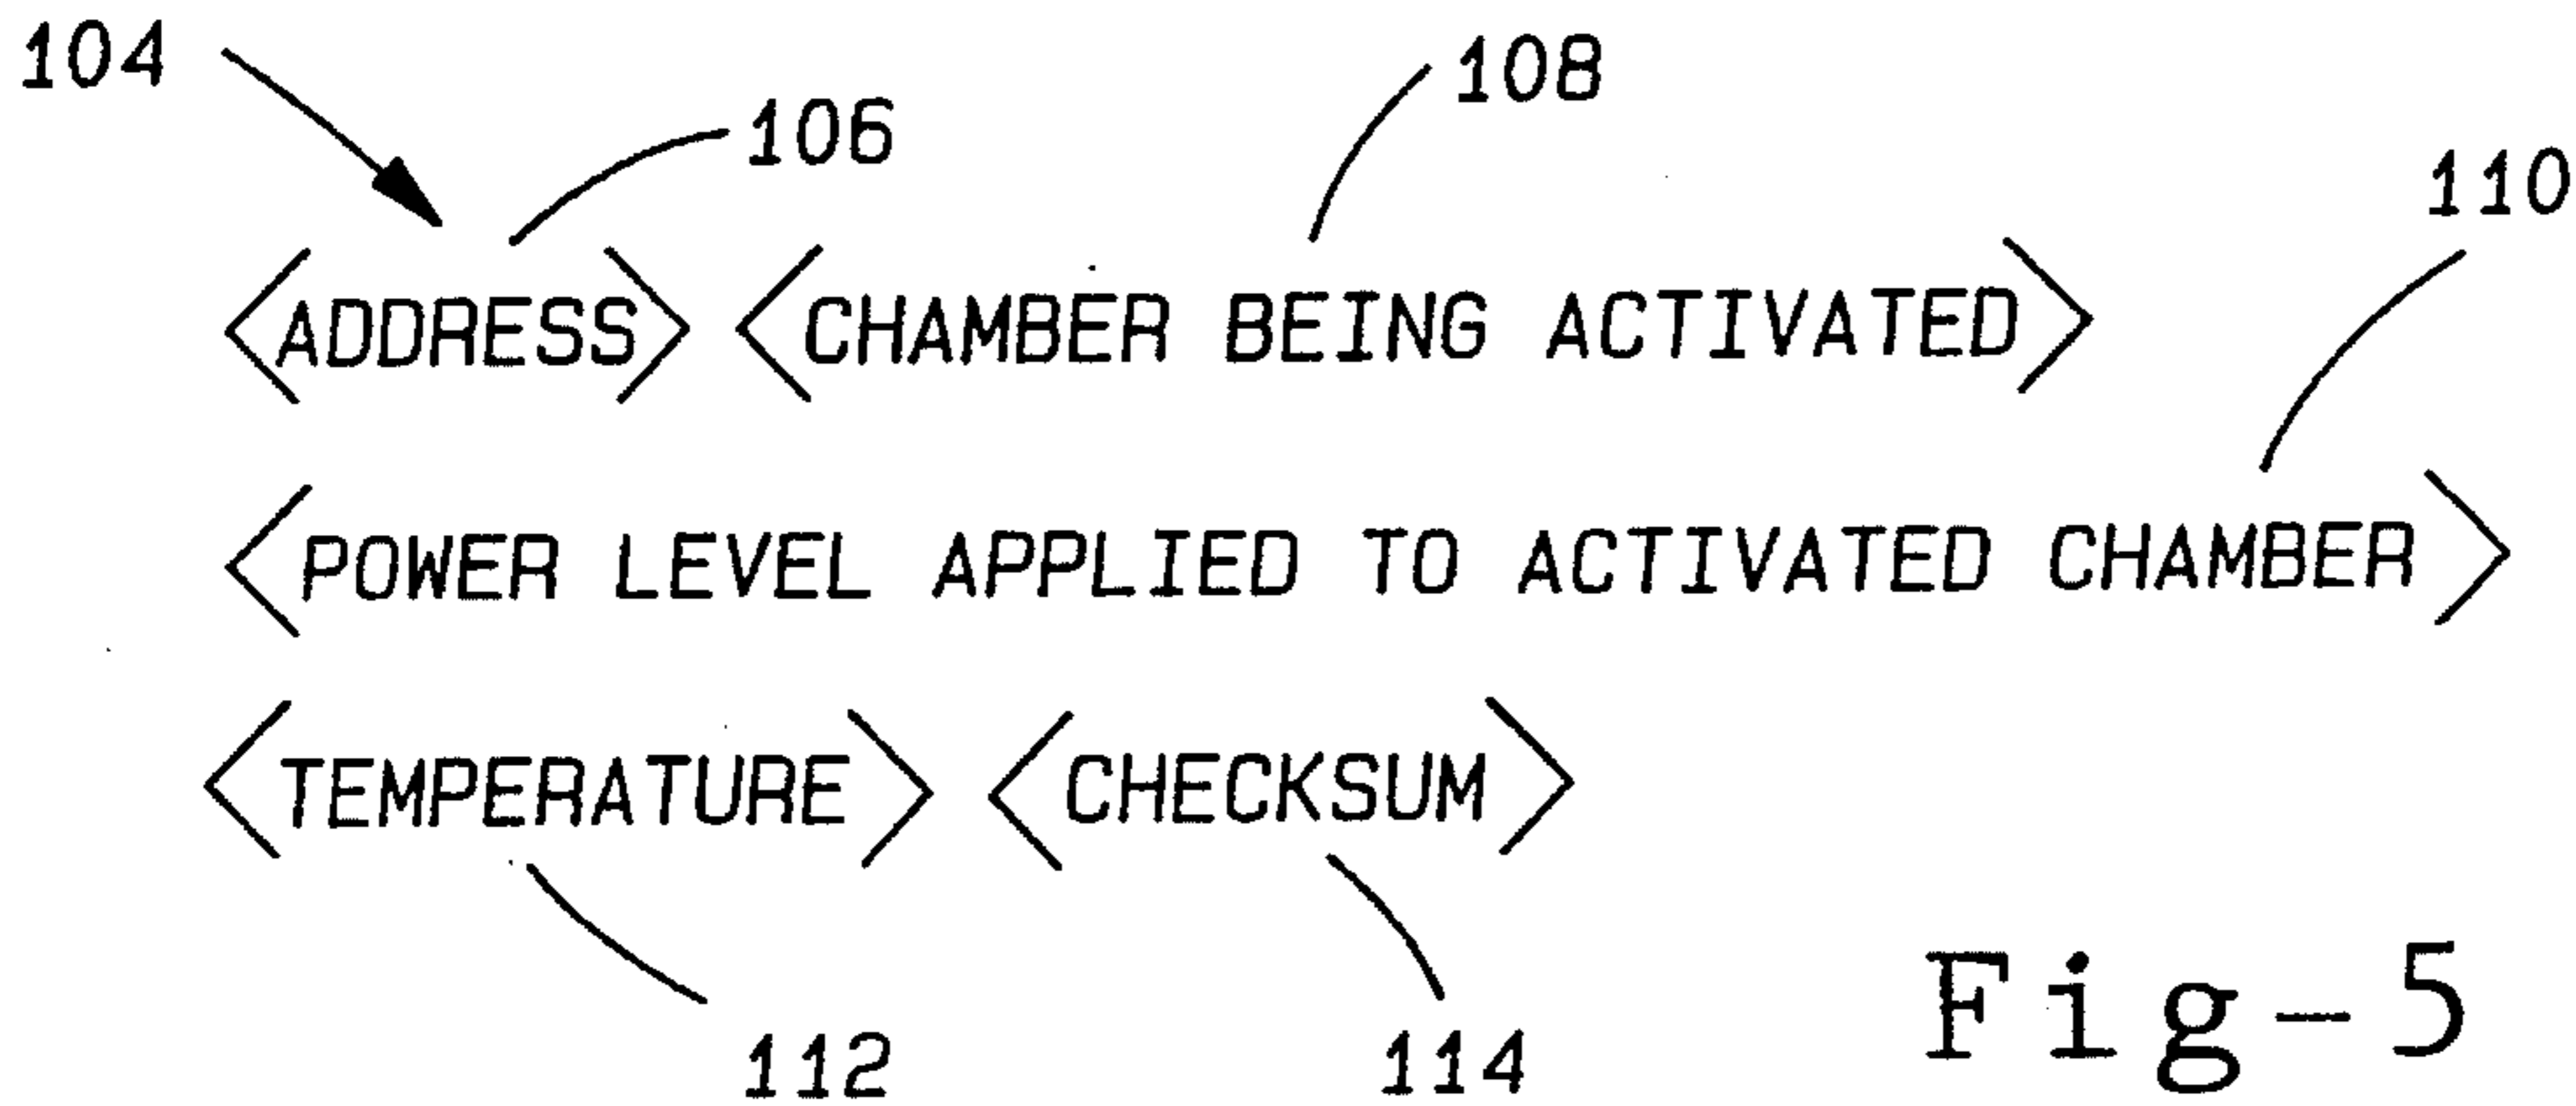 104
106
108
110
<ADDRESS> <CHAMBER BEING ACTIVATED>
<POWER LEVEL APPLIED TO ACTIVATED CHAMBER>
<TEMPERATURE> <CHECKSUM>
112
114
Fig-5